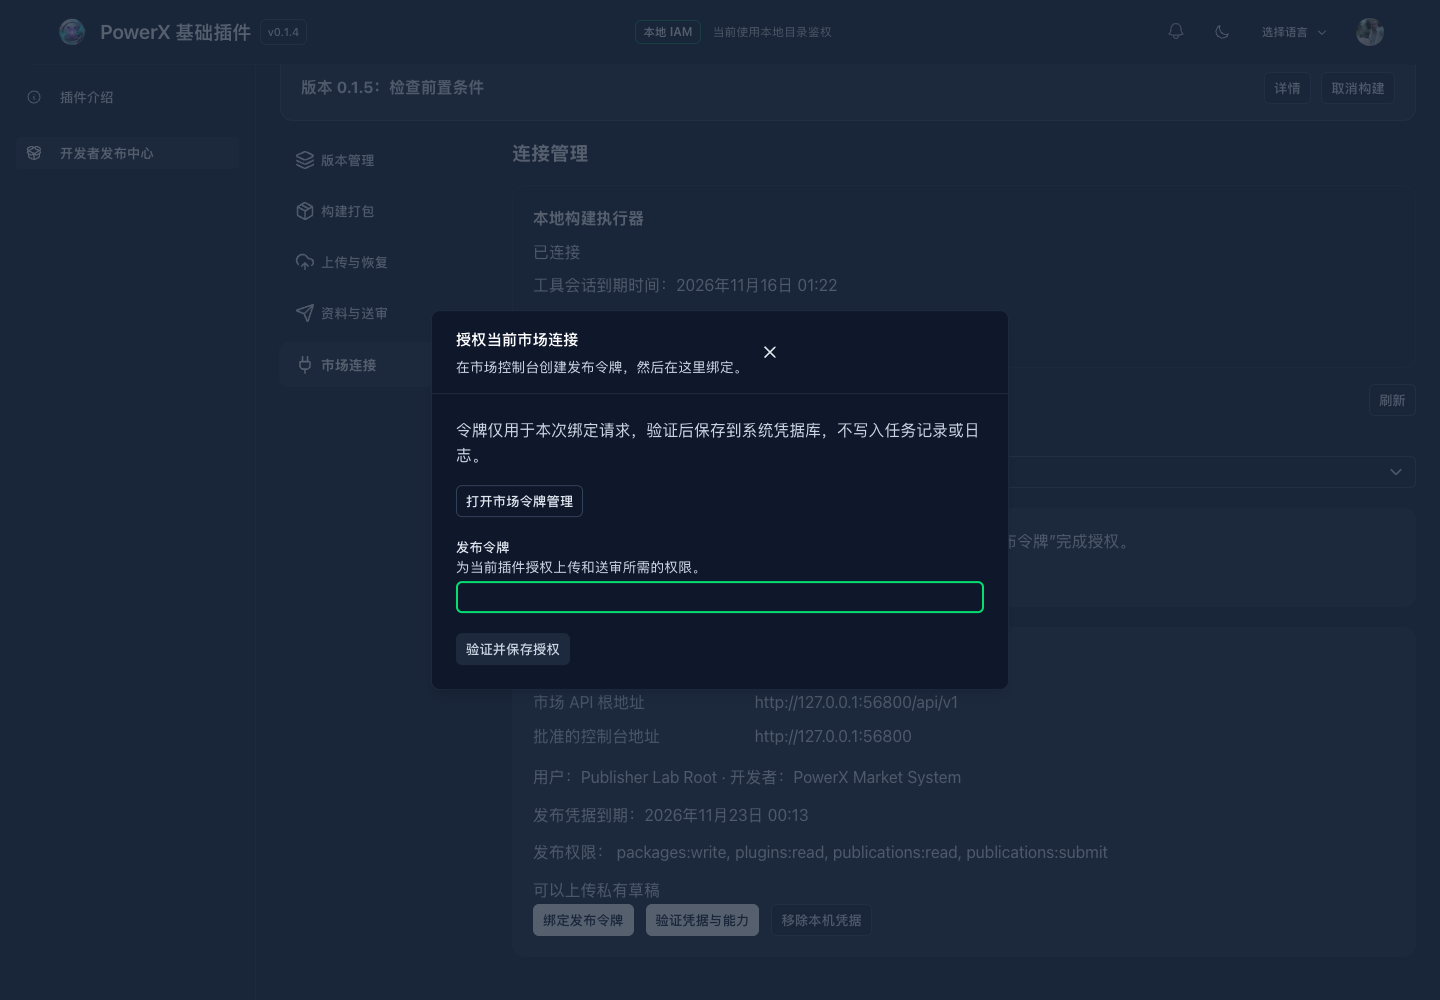 PowerX 基础插件 v0.1.4
本地 IAM 当前使用本地目录鉴权
选择语言
插件介绍
开发者发布中心
版本 0.1.5：检查前置条件
详情 取消构建
版本管理
构建打包
上传与恢复
资料与送审
市场连接
连接管理
本地构建执行器
已连接
工具会话到期时间：2026年11月16日 01:22
刷新
授权当前市场连接
在市场控制台创建发布令牌，然后在这里绑定。
令牌仅用于本次绑定请求，验证后保存到系统凭据库，不写入任务记录或日
志。
打开市场令牌管理
发布令牌
为当前插件授权上传和送审所需的权限。
验证并保存授权
布令牌”完成授权。
市场 API 根地址 http://127.0.0.1:56800/api/v1
批准的控制台地址 http://127.0.0.1:56800
用户：Publisher Lab Root · 开发者：PowerX Market System
发布凭据到期：2026年11月23日 00:13
发布权限： packages:write, plugins:read, publications:read, publications:submit
可以上传私有草稿
绑定发布令牌 验证凭据与能力 移除本机凭据